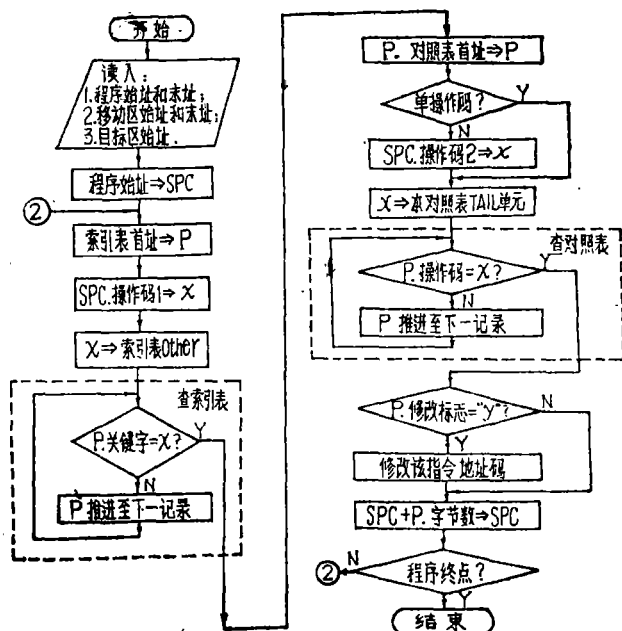 开始
读入：
1.程序始址和末址；
2.移动区始址和末址；
3.目标区始址.
程序始址⇒SPC
②
索引表首址⇒P
SPC.操作码1⇒X
X⇒索引表Other
查索引表
P.关键字=X?
Y
N
P推进至下一记录
P.对照表首址⇒P
单操作码?
Y
N
SPC.操作码2⇒X
X⇒本对照表TAIL单元
查对照表
P.操作码=X?
Y
N
P推进至下一记录
P.修改标志="y"?
N
Y
修改该指令地址码
SPC+P.字节数⇒SPC
②
N
程序终点?
Y
结束